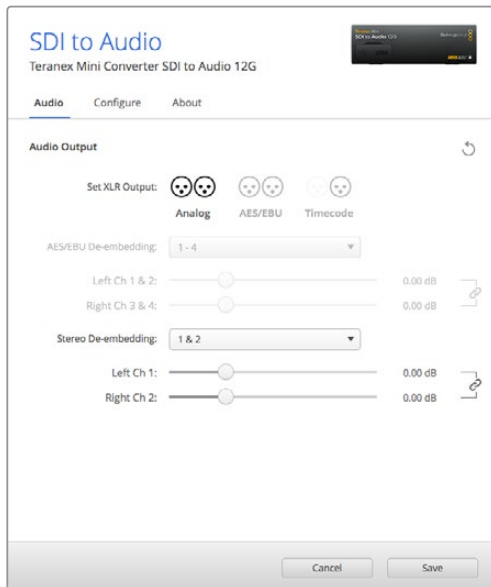 SDI to Audio
Teranex Mini Converter SDI to Audio 12G
Audio Configure About
Audio Output
Set XLR Output:
Analog AES/EBU Timecode
AES/EBU De-embedding: 1 - 4
Left Ch 1 & 2: 0.00 dB
Right Ch 3 & 4: 0.00 dB
Stereo De-embedding: 1 & 2
Left Ch 1: 0.00 dB
Right Ch 2: 0.00 dB
Cancel Save